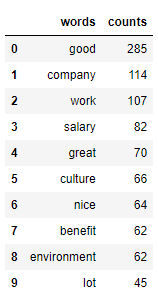 words counts
0 good 285
1 company 114
2 work 107
3 salary 82
4 great 70
5 culture 66
6 nice 64
7 benefit 62
8 environment 62
9 lot 45